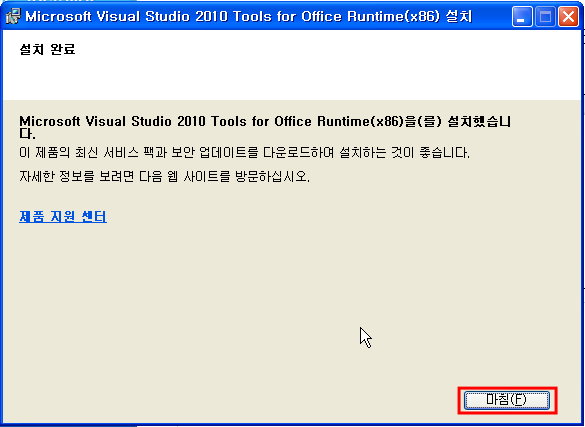 Microsoft Visual Studio 2010 Tools for Office Runtime(x86) 설치
설치 완료
Microsoft Visual Studio 2010 Tools for Office Runtime(x86)을(를) 설치했습니
다.
이 제품의 최신 서비스 팩과 보안 업데이트를 다운로드하여 설치하는 것이 좋습니다.
자세한 정보를 보려면 다음 웹 사이트를 방문하십시오.
제품 지원 센터
마침(F)